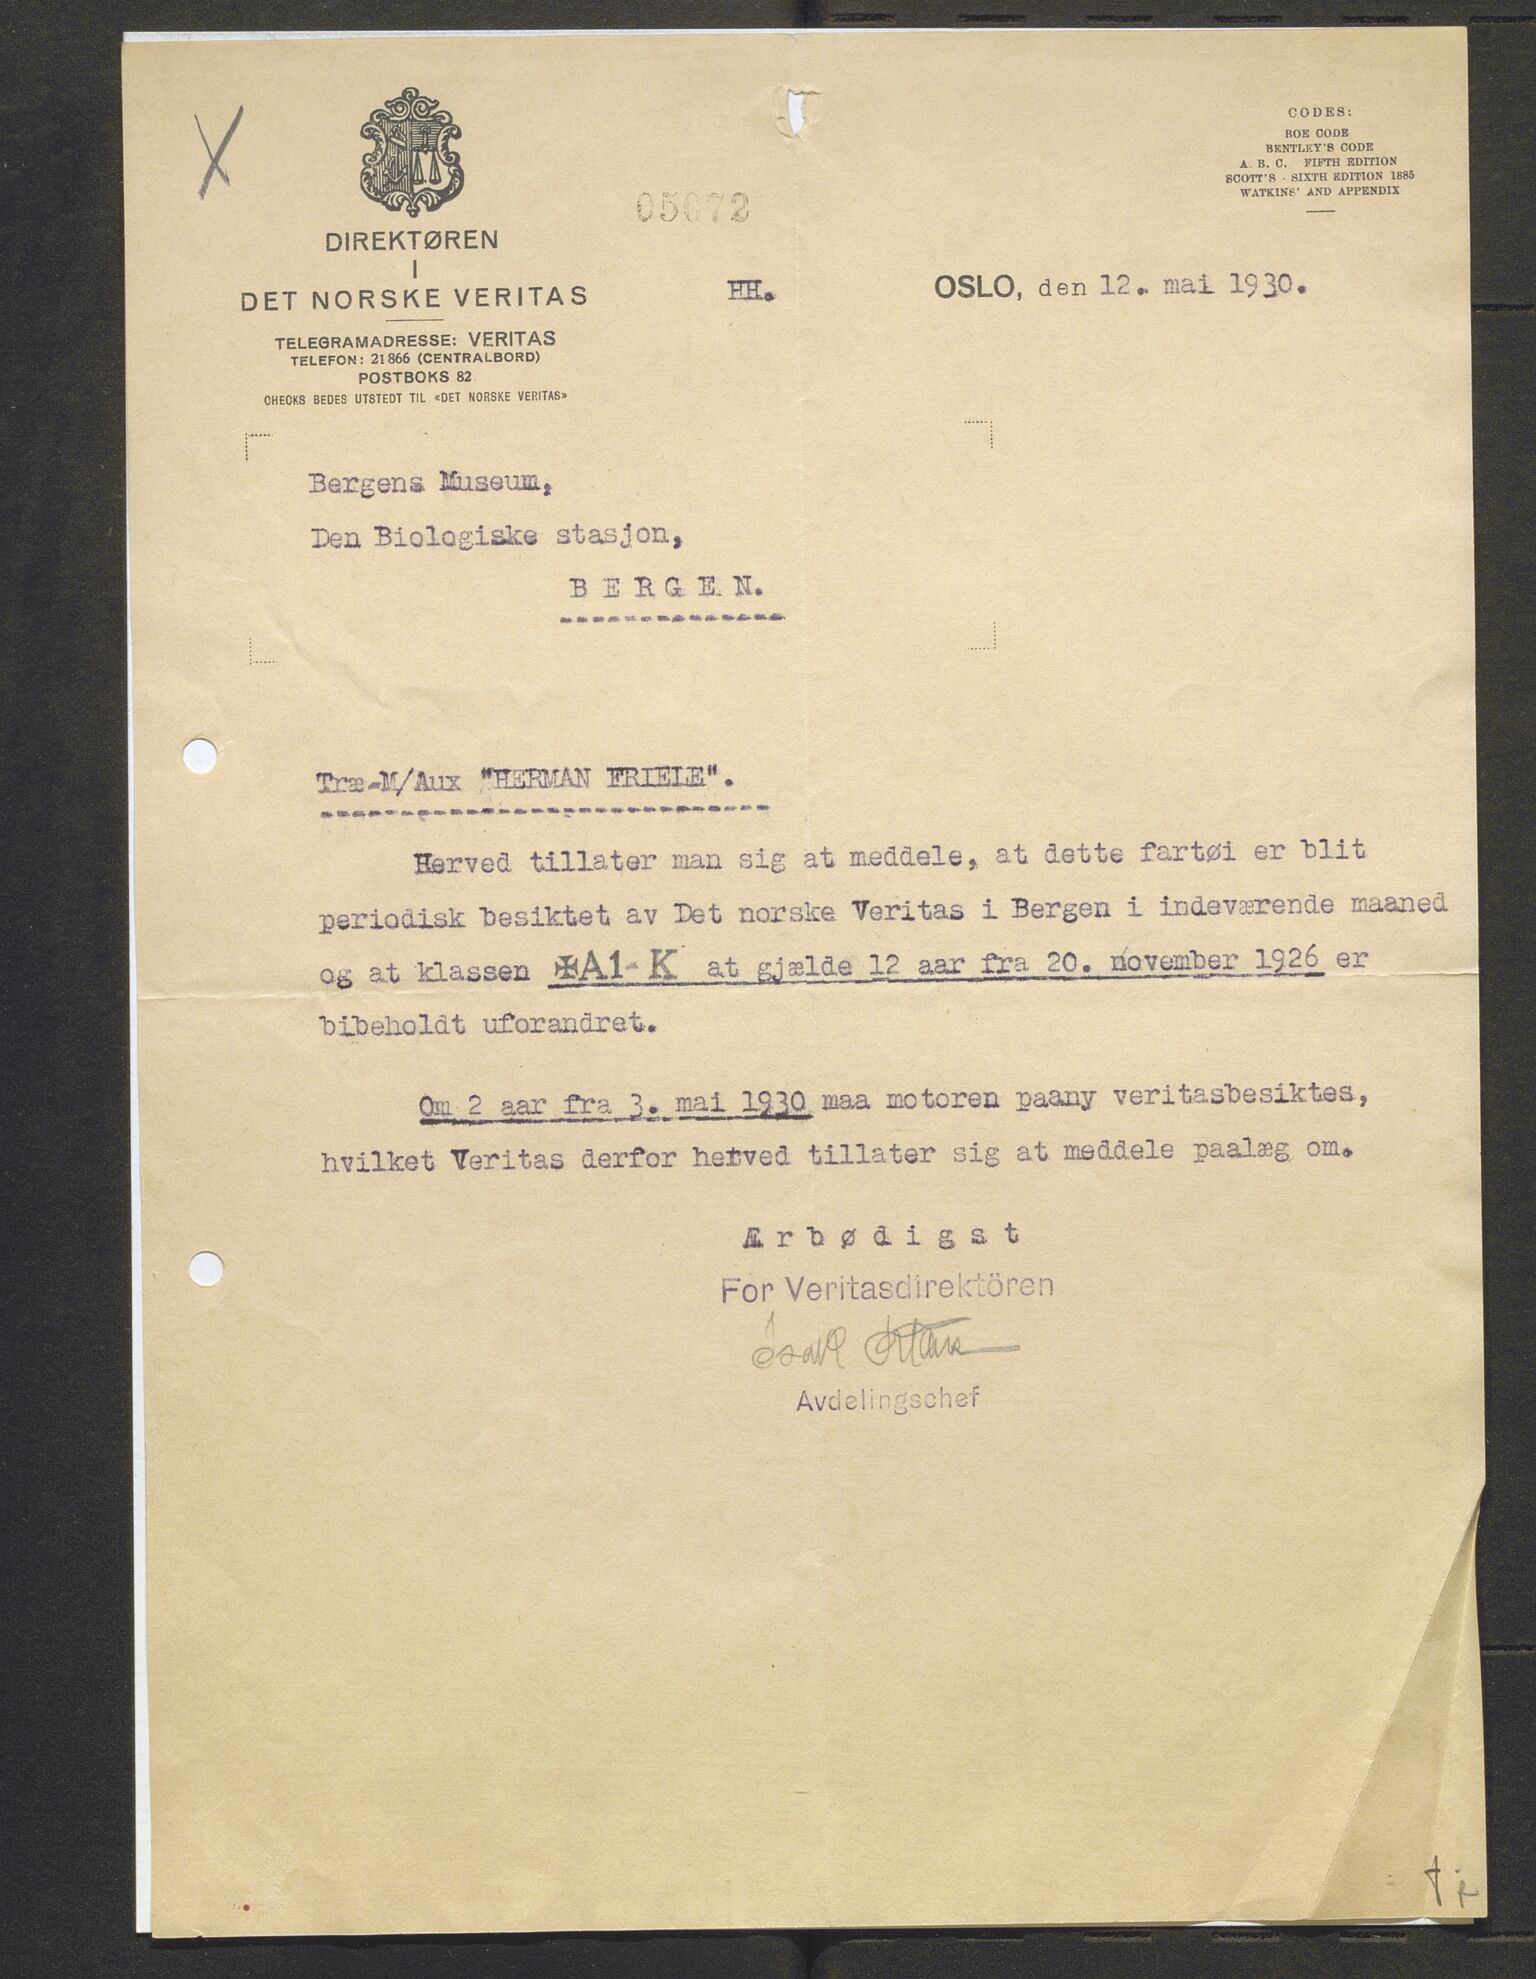 DIREKTØREN
I
DET NORSKE VERITAS
TELEGRAMADRESSE: VERITAS
TELEFON: 21866 (CENTRALBORD)
POSTBOKS 82
CHECKS BEDES UTSTEDT TIL «DET NORSKE VERITAS»
05072
CODES:
BOE CODE
BENTLEY'S CODE
A. B. C. FIFTH EDITION
SCOTT'S - SIXTH EDITION 1885
WATKINS' AND APPENDIX
HH.
OSLO, den 12. mai 1930.
Bergens Museum,
Den Biologiske stasjon,
B E R G E N.
Træ-M/Aux "HERMAN FRIELE".
Herved tillater man sig at meddele, at dette fartøi er blit
periodisk besiktet av Det norske Veritas i Bergen i indeværende maaned
og at klassen ✠A1-K at gjælde 12 aar fra 20. november 1926 er
bibeholdt uforandret.
Om 2 aar fra 3. mai 1930 maa motoren paany veritasbesiktes,
hvilket Veritas derfor herved tillater sig at meddele paalæg om.
Æ r b ø d i g s t
For Veritasdirektören
Avdelingschef